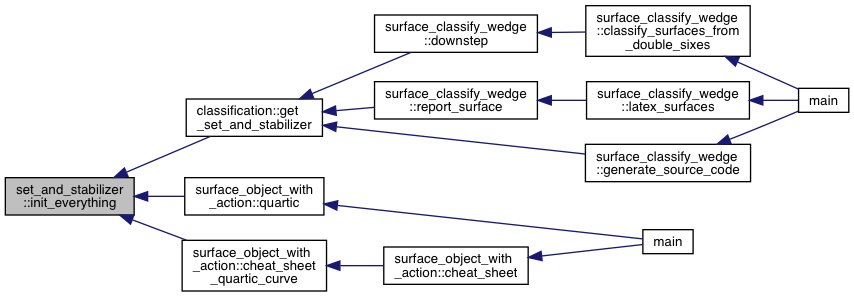 surface_classify_wedge
::classify_surfaces_from
_double_sixes
surface_classify_wedge
::downstep
surface_classify_wedge
::report_surface
surface_classify_wedge
::latex_surfaces
main
classification::get
_set_and_stabilizer
surface_classify_wedge
::generate_source_code
set_and_stabilizer
::init_everything
surface_object_with
_action::quartic
main
surface_object_with
_action::cheat_sheet
_quartic_curve
surface_object_with
_action::cheat_sheet